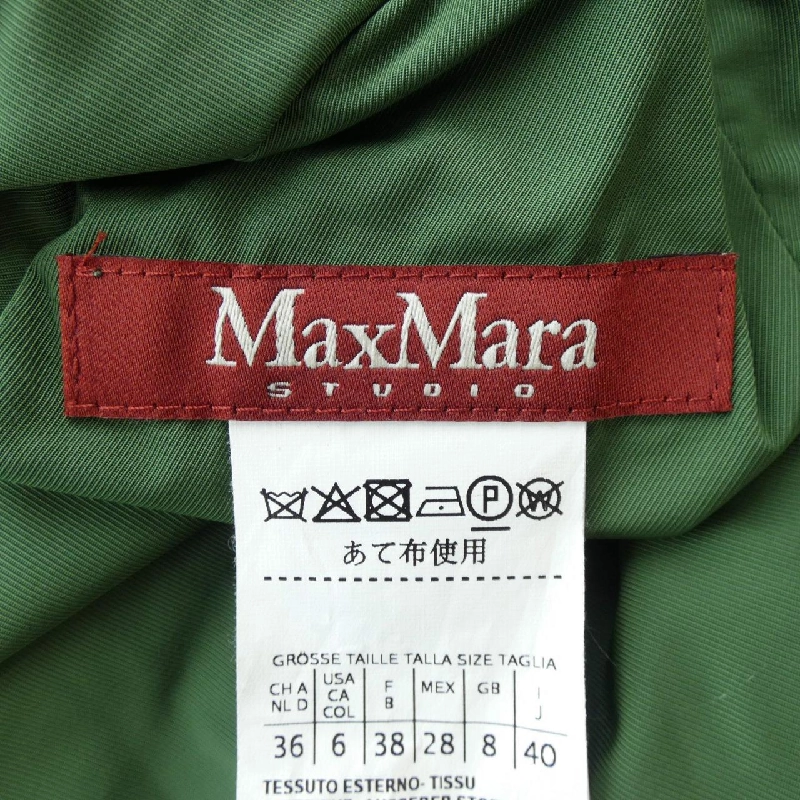 MaxMara
STUDIO
P W
あて布使用
GRÖSSE TAILLE TALLA SIZE TAGLIA
CH A NL D USA CA COL F B MEX GB I J
36 6 38 28 8 40
TESSUTO ESTERNO- TISSU